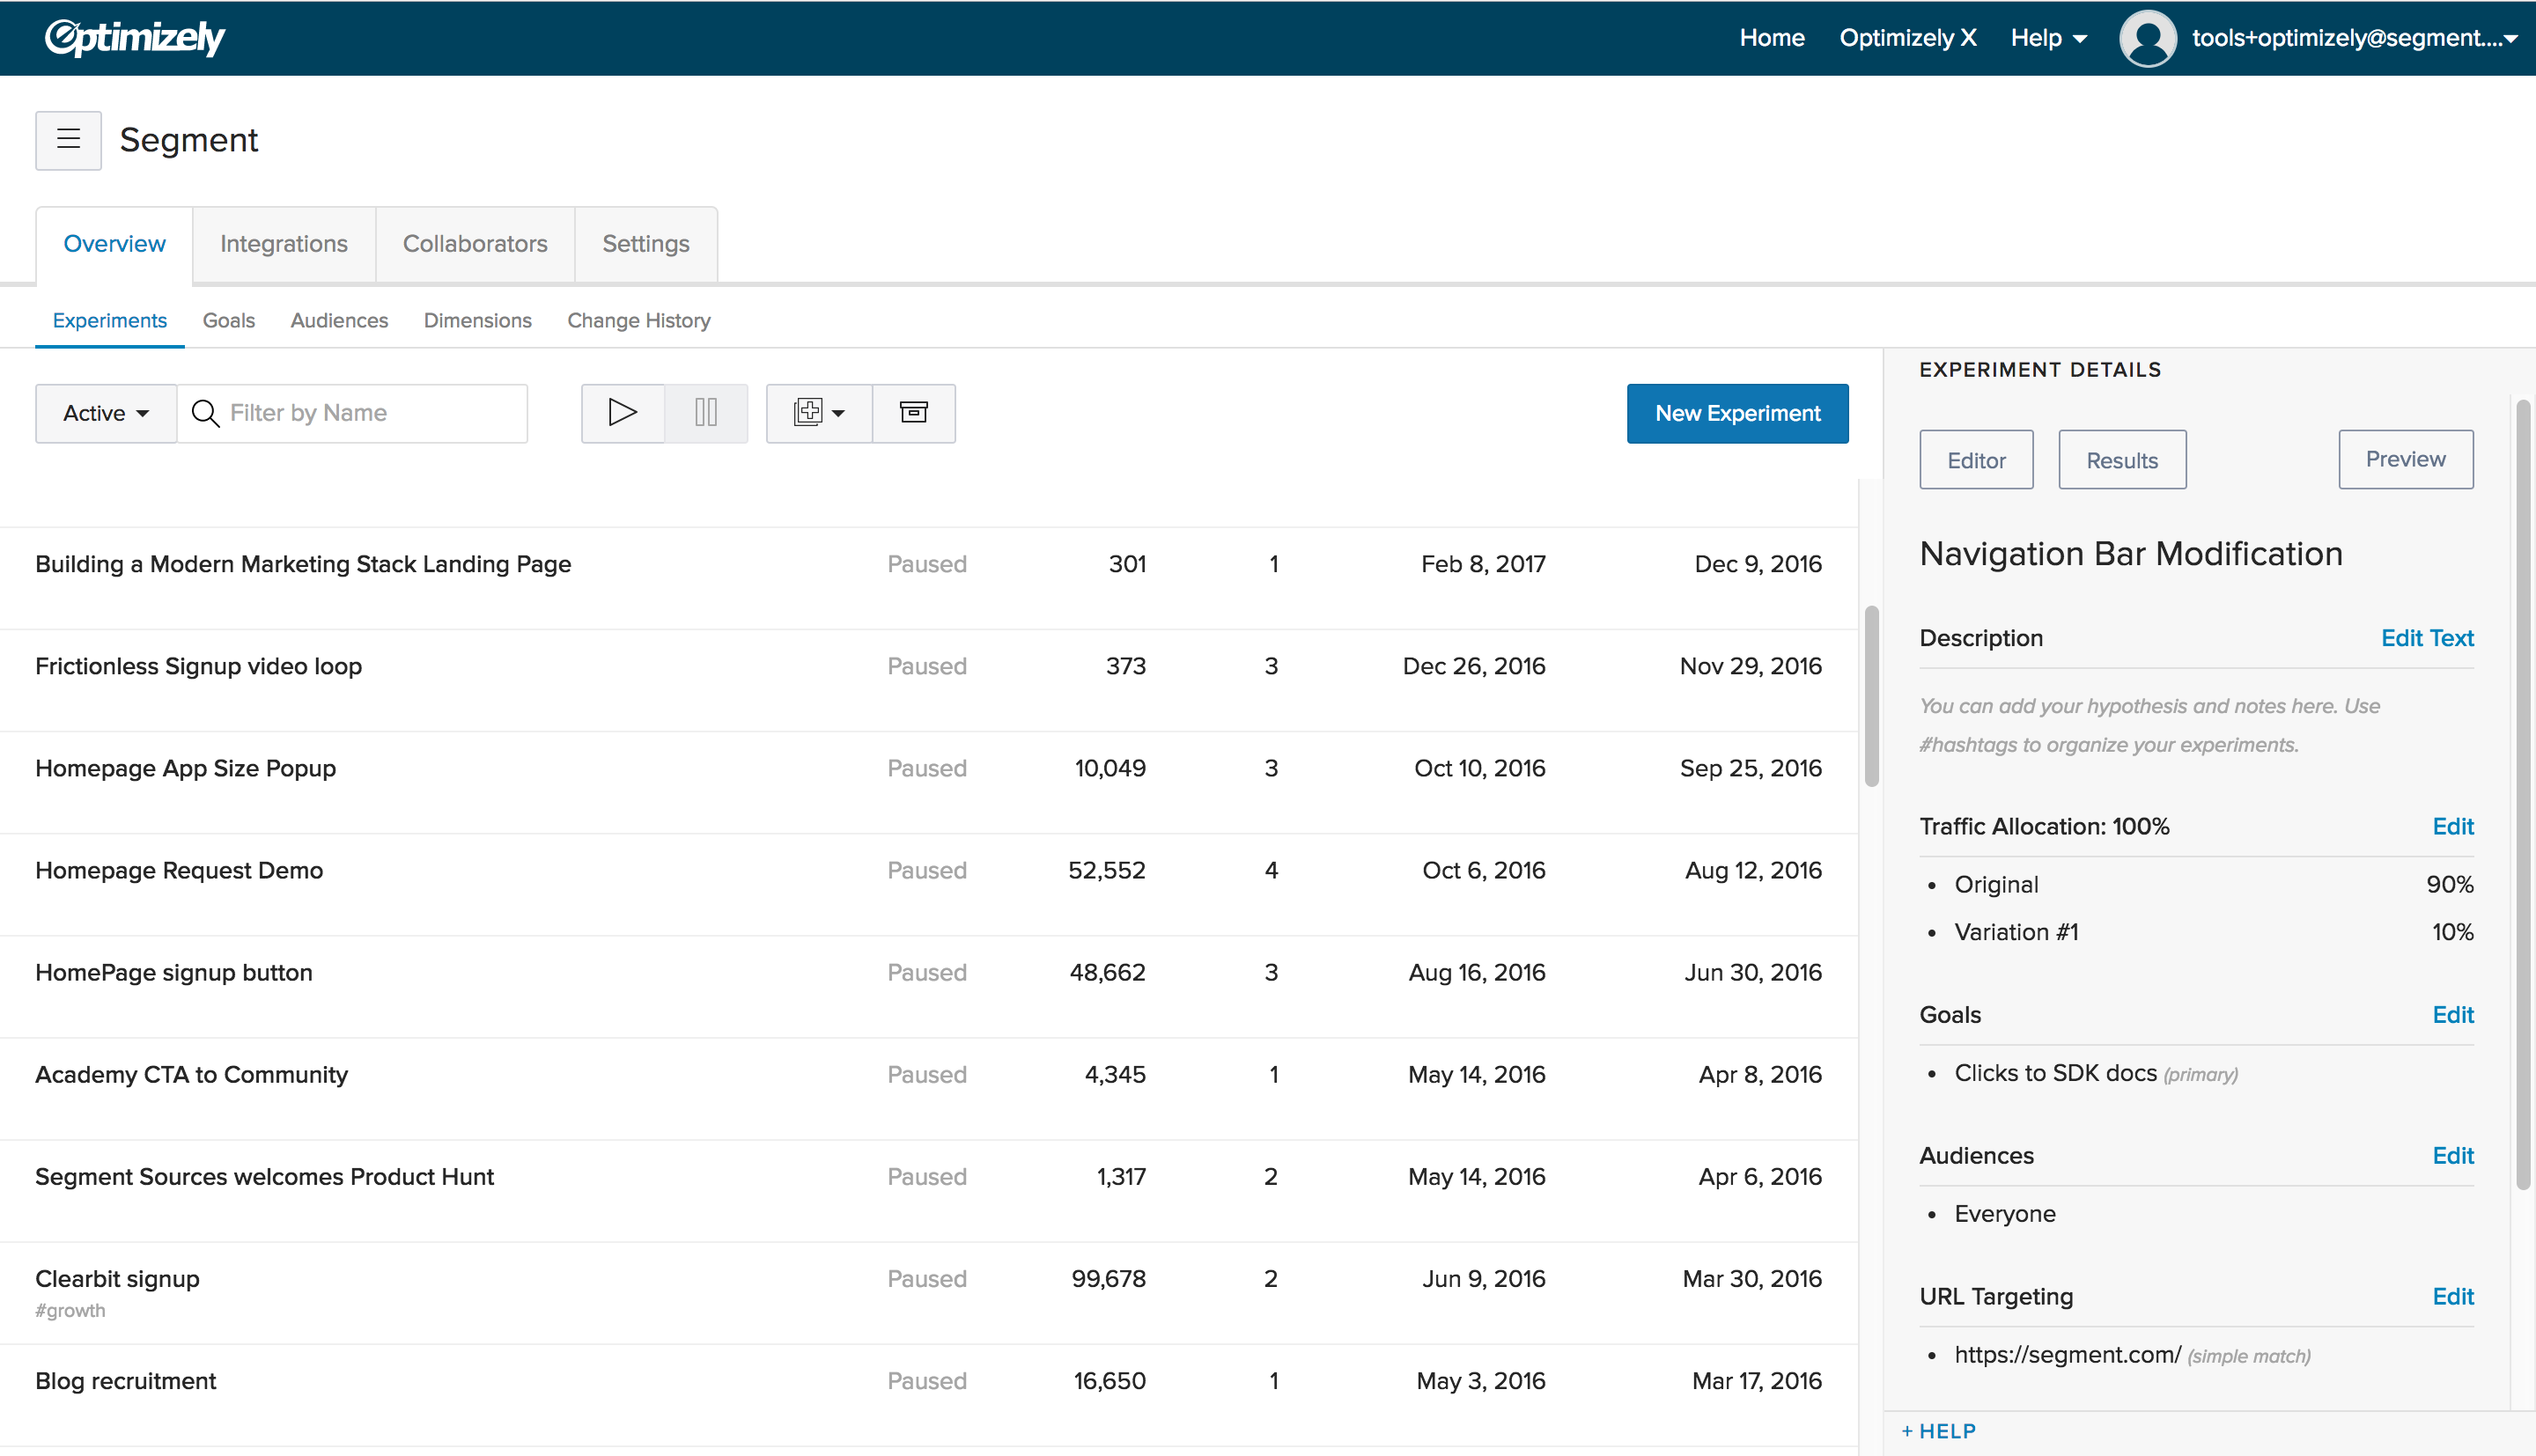 Optimizely
Home Optimizely X Help tools+optimizely@segment....
Segment
Overview Integrations Collaborators Settings
Experiments Goals Audiences Dimensions Change History
Active Filter by Name New Experiment
Building a Modern Marketing Stack Landing Page Paused 301 1 Feb 8, 2017 Dec 9, 2016
Frictionless Signup video loop Paused 373 3 Dec 26, 2016 Nov 29, 2016
Homepage App Size Popup Paused 10,049 3 Oct 10, 2016 Sep 25, 2016
Homepage Request Demo Paused 52,552 4 Oct 6, 2016 Aug 12, 2016
HomePage signup button Paused 48,662 3 Aug 16, 2016 Jun 30, 2016
Academy CTA to Community Paused 4,345 1 May 14, 2016 Apr 8, 2016
Segment Sources welcomes Product Hunt Paused 1,317 2 May 14, 2016 Apr 6, 2016
Clearbit signup Paused 99,678 2 Jun 9, 2016 Mar 30, 2016
#growth
Blog recruitment Paused 16,650 1 May 3, 2016 Mar 17, 2016
EXPERIMENT DETAILS
Editor Results Preview
Navigation Bar Modification
Description Edit Text
You can add your hypothesis and notes here. Use
#hashtags to organize your experiments.
Traffic Allocation: 100% Edit
• Original 90%
• Variation #1 10%
Goals Edit
• Clicks to SDK docs (primary)
Audiences Edit
• Everyone
URL Targeting Edit
• https://segment.com/ (simple match)
+ HELP